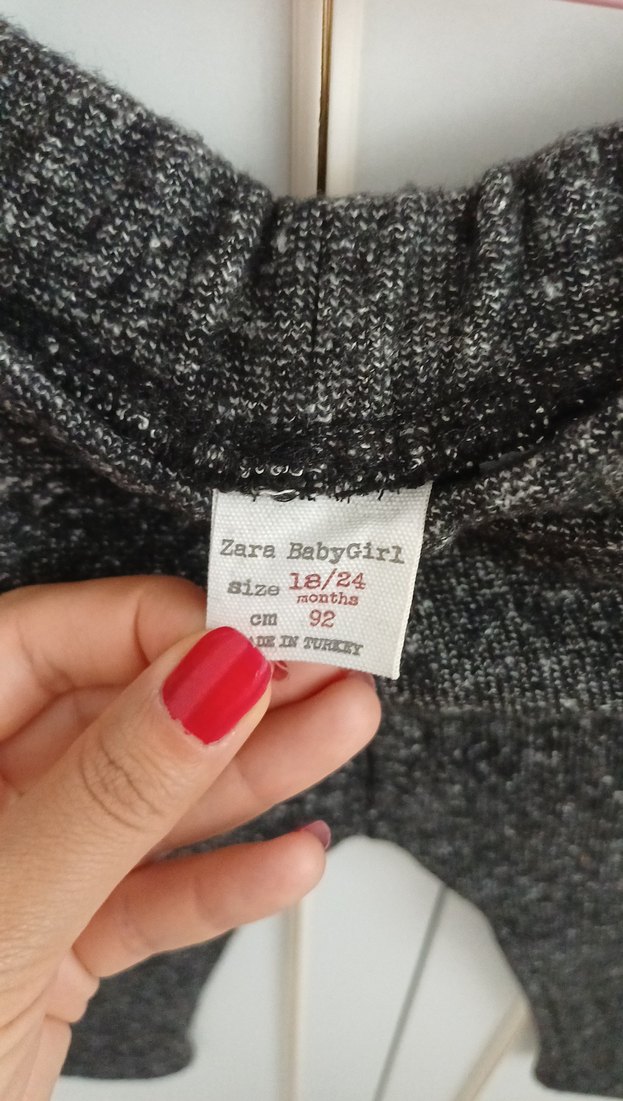 Zara BabyGirl
size 18/24
months
cm 92
ADE IN TURKEY